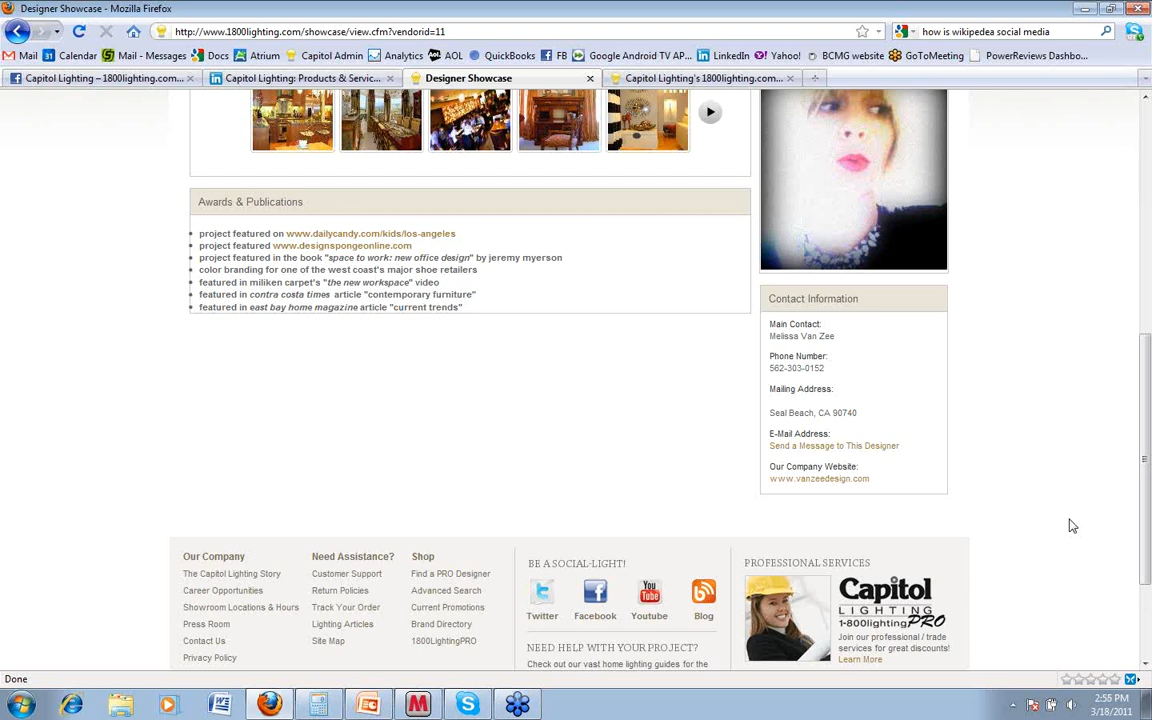 Designer Showcase - Mozilla Firefox
http://www.1800lighting.com/showcase/view.cfm?vendorid=11
how is wikipedea social media
Mail Calendar Mail - Messages Docs Atrium Capitol Admin Analytics AOL QuickBooks FB Google Android TV AP... LinkedIn Yahoo! BCMG website GoToMeeting PowerReviews Dashbo...
Capitol Lighting – 1800lighting.com... Capitol Lighting: Products & Servic... Designer Showcase Capitol Lighting's 1800lighting.com...
Awards & Publications
project featured on www.dailycandy.com/kids/los-angeles
project featured www.designspongeonline.com
project featured in the book "space to work: new office design" by jeremy myerson
color branding for one of the west coast's major shoe retailers
featured in miliken carpet's "the new workspace" video
featured in contra costa times article "contemporary furniture"
featured in east bay home magazine article "current trends"
Contact Information
Main Contact:
Melissa Van Zee
Phone Number:
562-303-0152
Mailing Address:
Seal Beach, CA 90740
E-Mail Address:
Send a Message to This Designer
Our Company Website:
www.vanzeedesign.com
Our Company
The Capitol Lighting Story
Career Opportunities
Showroom Locations & Hours
Press Room
Contact Us
Privacy Policy
Need Assistance?
Customer Support
Return Policies
Track Your Order
Lighting Articles
Site Map
Shop
Find a PRO Designer
Advanced Search
Current Promotions
Brand Directory
1800LightingPRO
BE A SOCIAL-LIGHT!
You
Tube
Twitter Facebook Youtube Blog
NEED HELP WITH YOUR PROJECT?
Check out our vast home lighting guides for the
PROFESSIONAL SERVICES
Capitol
LIGHTING
1-800lighting PRO
Join our professional / trade
services for great discounts!
Learn More
Done
2:55 PM
3/18/2011